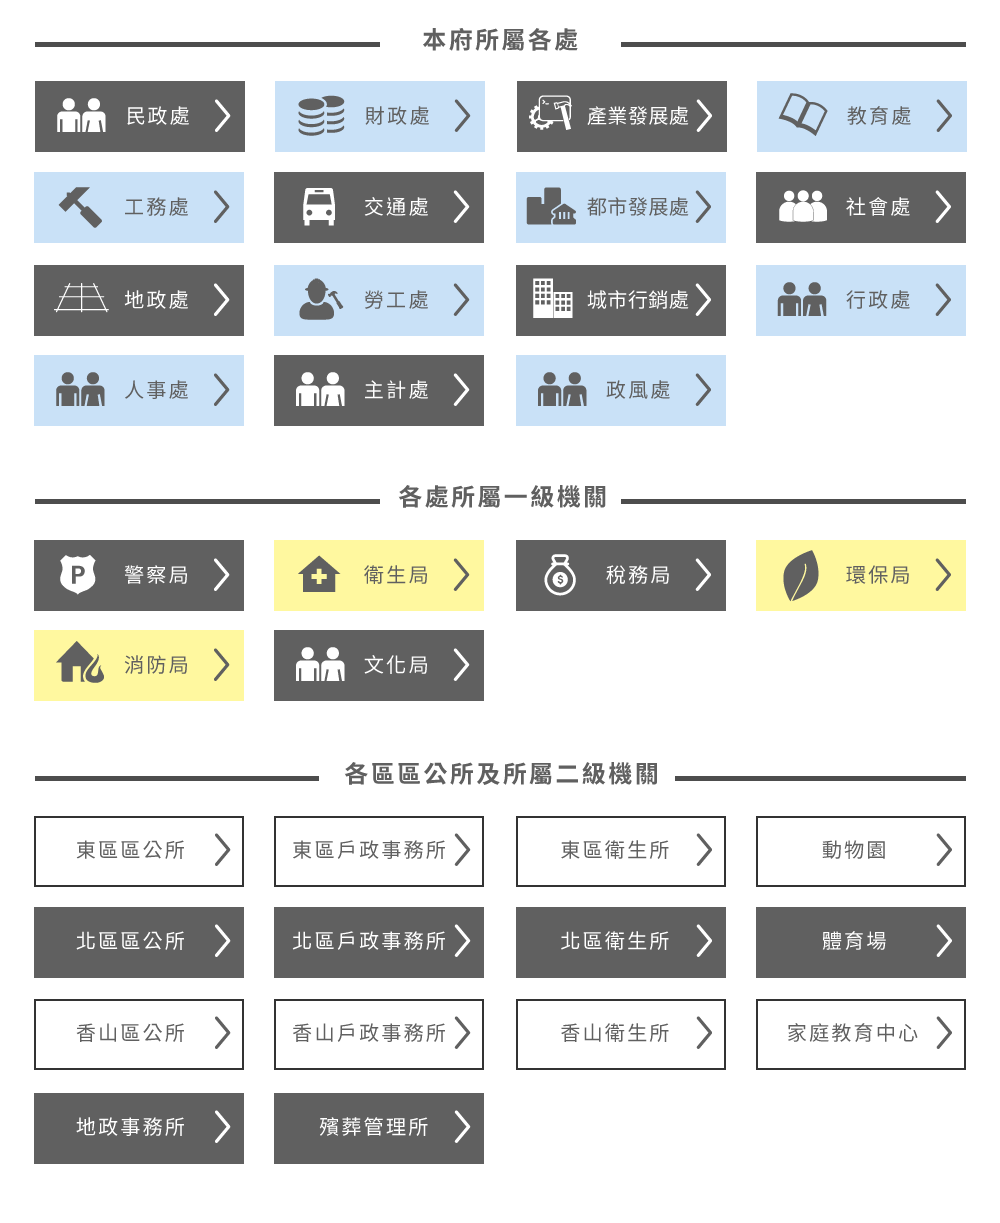 本府所屬各處
民政處
財政處
產業發展處
教育處
工務處
交通處
都市發展處
社會處
地政處
勞工處
城市行銷處
行政處
人事處
主計處
政風處
各處所屬一級機關
P
警察局
衛生局
$
稅務局
環保局
消防局
文化局
各區區公所及所屬二級機關
東區區公所
東區戶政事務所
東區衛生所
動物園
北區區公所
北區戶政事務所
北區衛生所
體育場
香山區公所
香山戶政事務所
香山衛生所
家庭教育中心
地政事務所
殯葬管理所